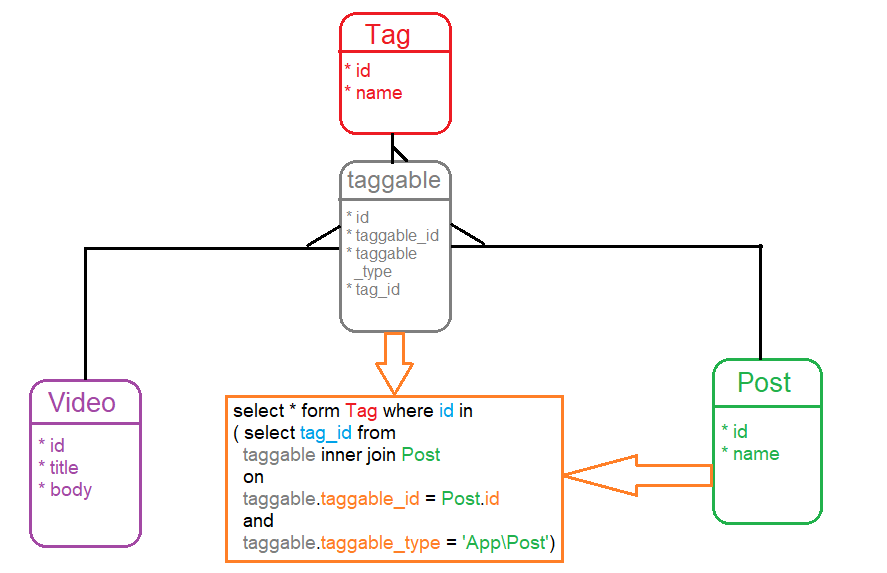 Tag
* id
* name
taggable
* id
* taggable_id
* taggable
_type
* tag_id
Video
* id
* title
* body
select * form Tag where id in
( select tag_id from
taggable inner join Post
on
taggable.taggable_id = Post.id
and
taggable.taggable_type = 'App\Post')
Post
* id
* name